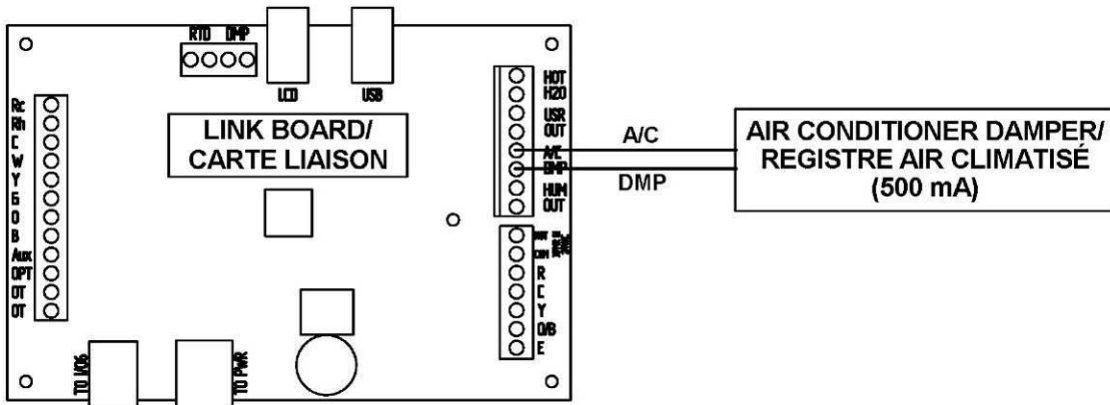 RTD DMP
LCD
USB
LINK BOARD/
CARTE LIAISON
Rc
Rh
C
W
Y
G
O
B
Aux
OPT
OT
OT
TO I/O6
TO PWR
HOT
H2O
USR
OUT
A/C
DMP
HUM
OUT
COM
R
C
Y
O/B
E
A/C
DMP
AIR CONDITIONER DAMPER/
REGISTRE AIR CLIMATISÉ
(500 mA)